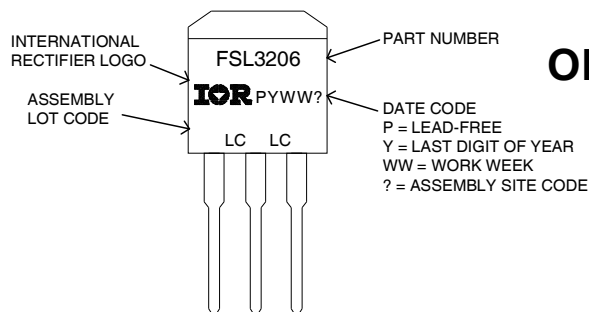 INTERNATIONAL
RECTIFIER LOGO
ASSEMBLY
LOT CODE
FSL3206
IOR PYWW?
LC LC
PART NUMBER
DATE CODE
P = LEAD-FREE
Y = LAST DIGIT OF YEAR
WW = WORK WEEK
? = ASSEMBLY SITE CODE